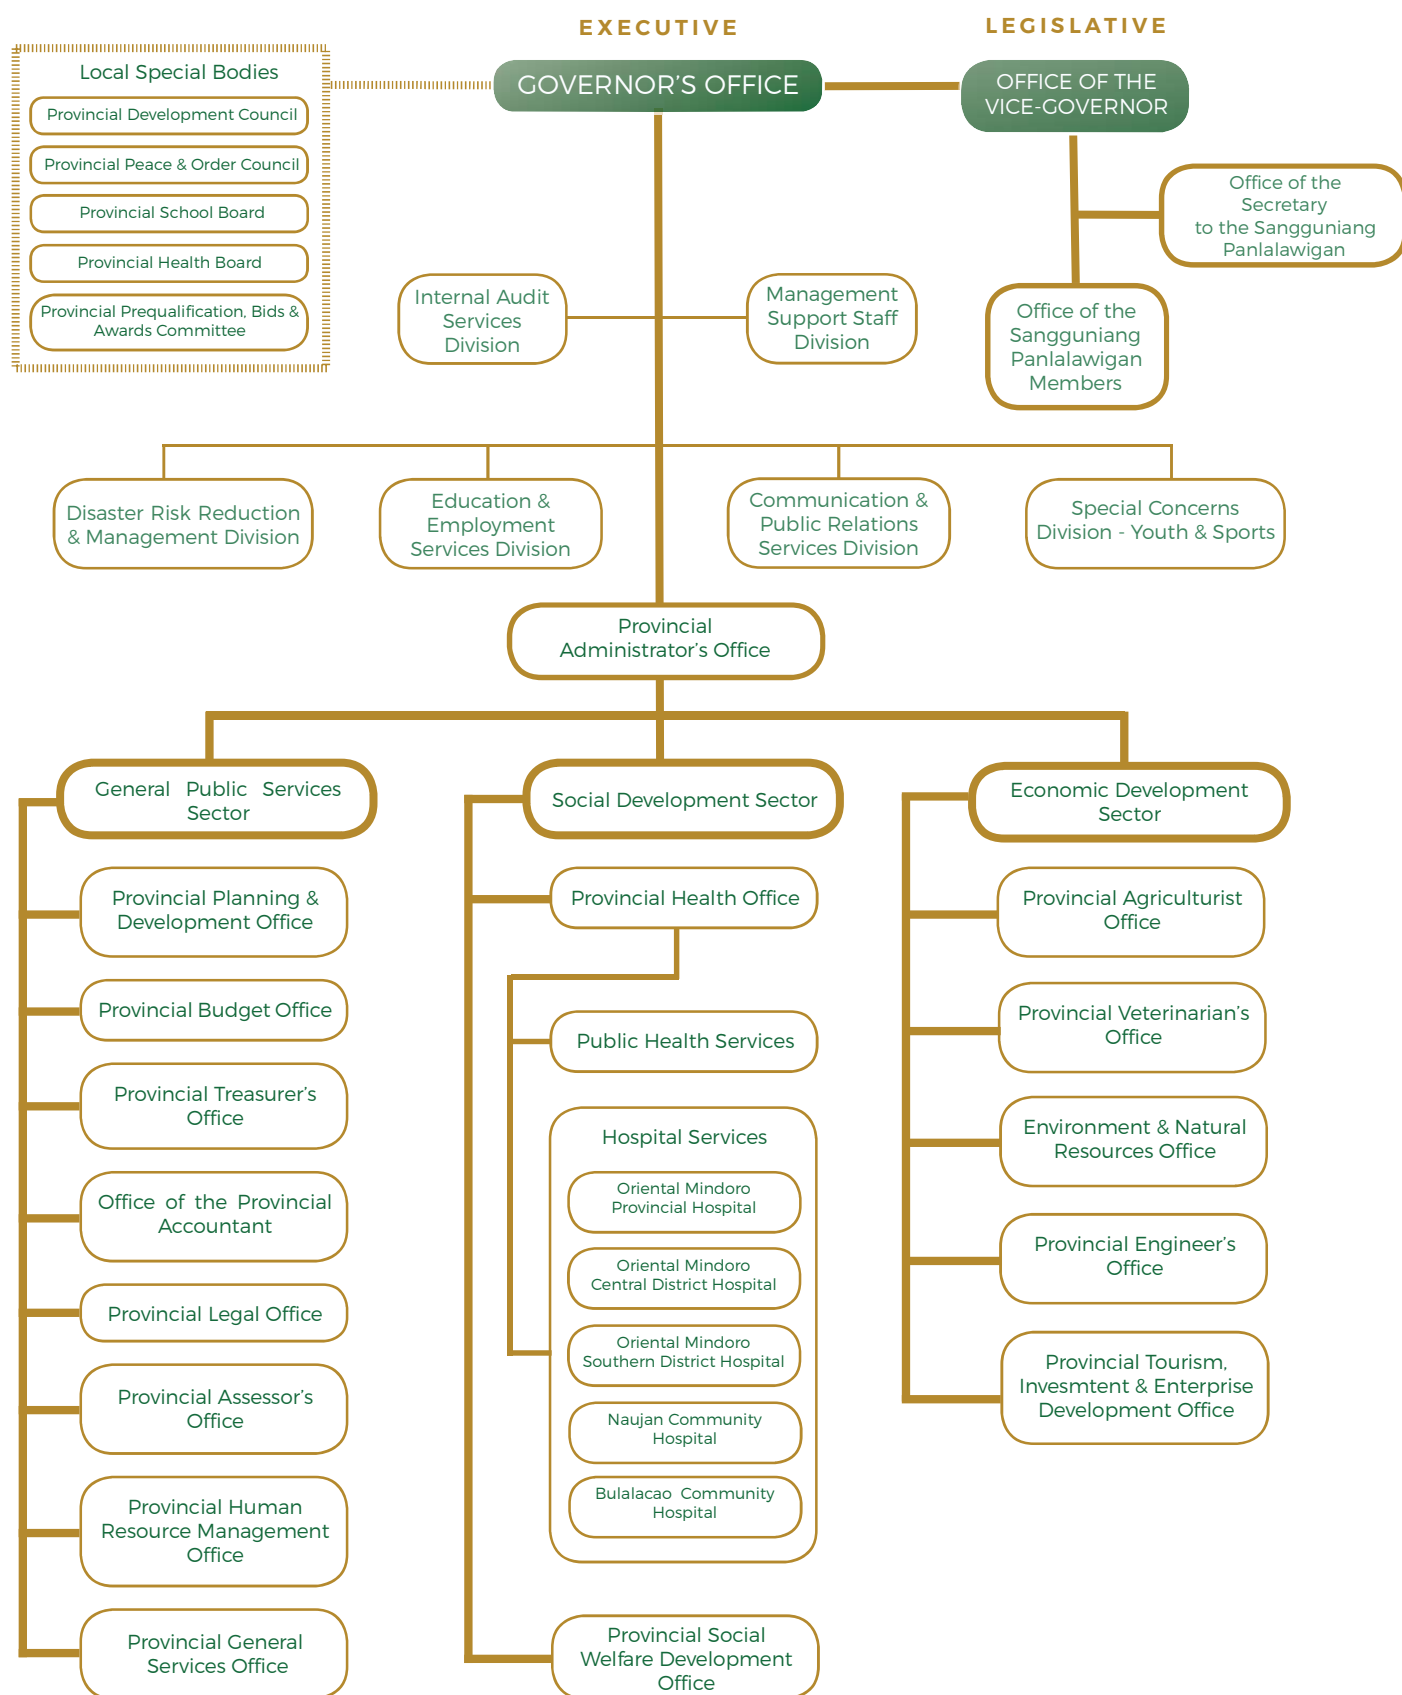 EXECUTIVE
LEGISLATIVE
Local Special Bodies
Provincial Development Council
Provincial Peace & Order Council
Provincial School Board
Provincial Health Board
Provincial Prequalification, Bids &
Awards Committee
GOVERNOR’S OFFICE
OFFICE OF THE
VICE-GOVERNOR
Office of the
Secretary
to the Sangguniang
Panlalawigan
Office of the
Sangguniang
Panlalawigan
Members
Internal Audit
Services
Division
Management
Support Staff
Division
Disaster Risk Reduction
& Management Division
Education &
Employment
Services Division
Communication &
Public Relations
Services Division
Special Concerns
Division - Youth & Sports
Provincial
Administrator’s Office
General Public Services
Sector
Provincial Planning &
Development Office
Provincial Budget Office
Provincial Treasurer’s
Office
Office of the Provincial
Accountant
Provincial Legal Office
Provincial Assessor’s
Office
Provincial Human
Resource Management
Office
Provincial General
Services Office
Social Development Sector
Provincial Health Office
Public Health Services
Hospital Services
Oriental Mindoro
Provincial Hospital
Oriental Mindoro
Central District Hospital
Oriental Mindoro
Southern District Hospital
Naujan Community
Hospital
Bulalacao Community
Hospital
Provincial Social
Welfare Development
Office
Economic Development
Sector
Provincial Agriculturist
Office
Provincial Veterinarian’s
Office
Environment & Natural
Resources Office
Provincial Engineer’s
Office
Provincial Tourism,
Invesmtent & Enterprise
Development Office